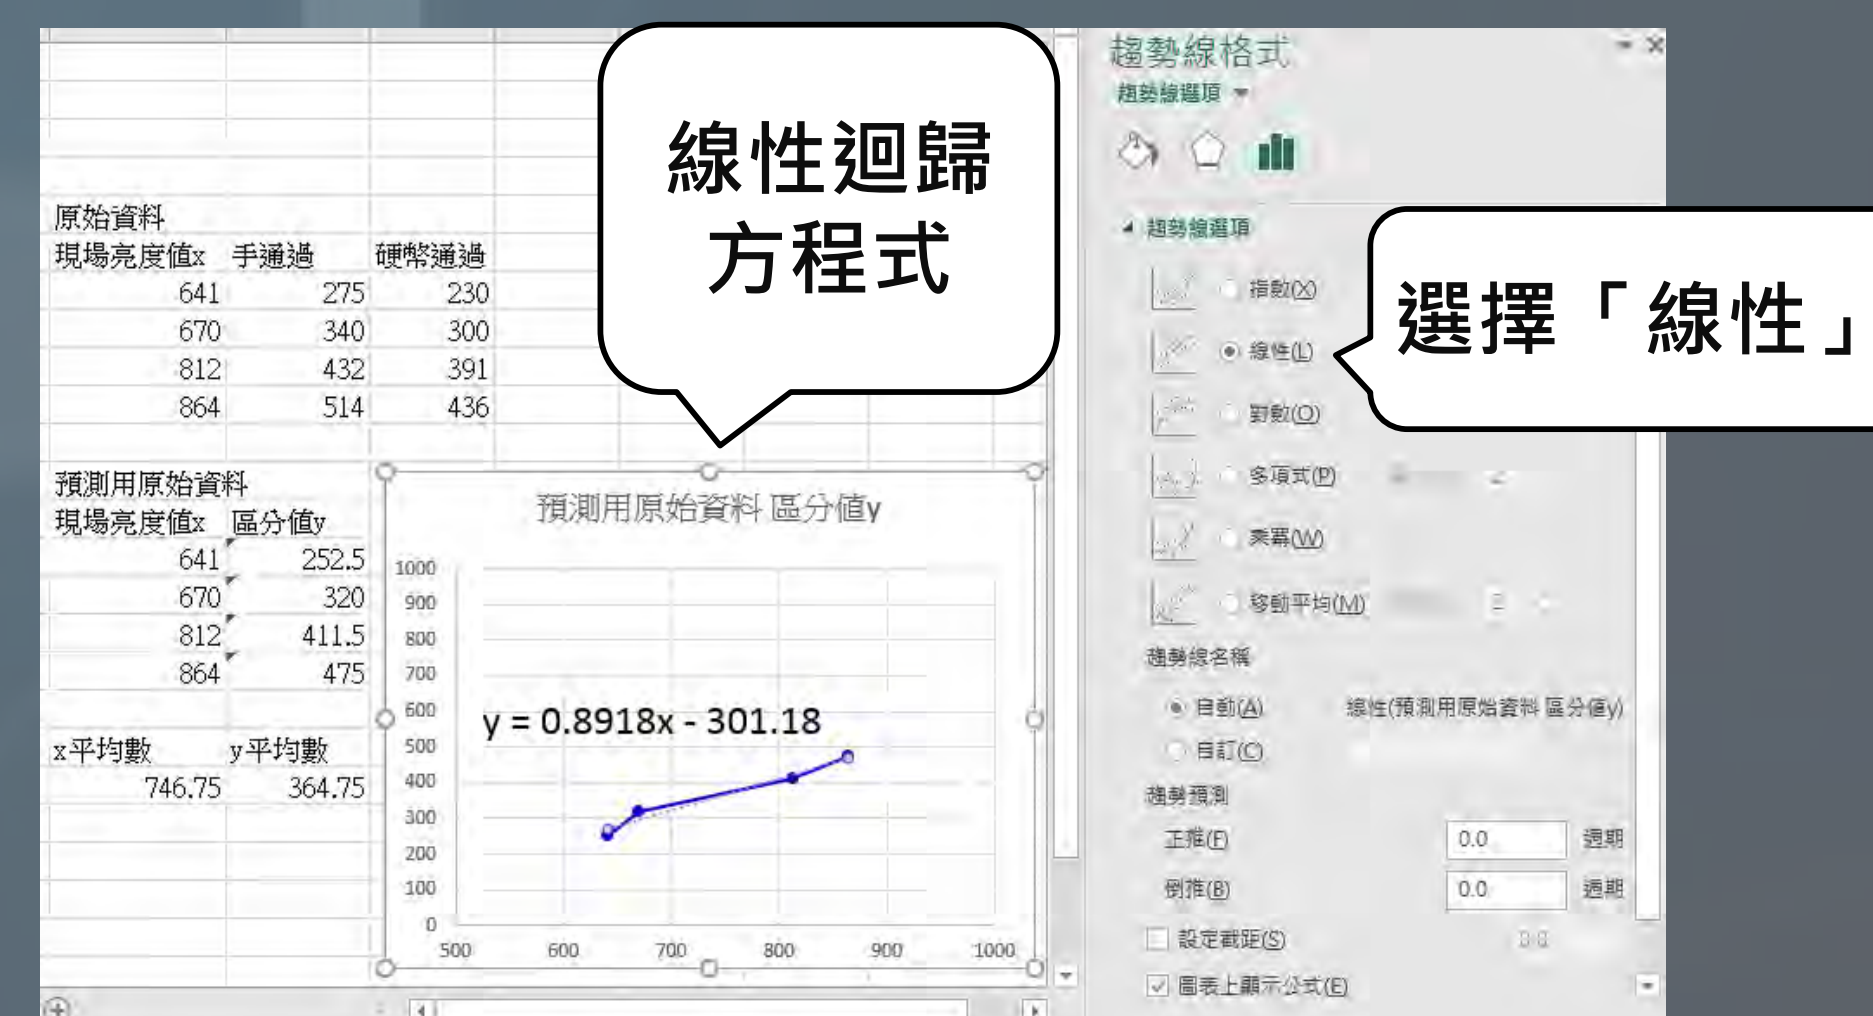 線性迴歸
方程式
原始資料
現場亮度值x 手通過 硬幣通過
641 275 230
670 340 300
812 432 391
864 514 436
預測用原始資料
現場亮度值x 區分值y
641 252.5
670 320
812 411.5
864 475
x平均數 y平均數
746.75 364.75
預測用原始資料 區分值y
1000
900
800
700
600
500
400
300
200
100
0
y = 0.8918x - 301.18
500 600 700 800 900 1000
趨勢線格式
趨勢線選項
趨勢線選項
選擇「線性」
指數(X)
線性(L)
對數(O)
多項式(P)
乘冪(W)
移動平均(M)
趨勢線名稱
自動(A) 線性(預測用原始資料 區分值y)
自訂(C)
趨勢預測
正推(F) 0.0 週期
倒推(B) 0.0 週期
設定截距(S)
圖表上顯示公式(E)